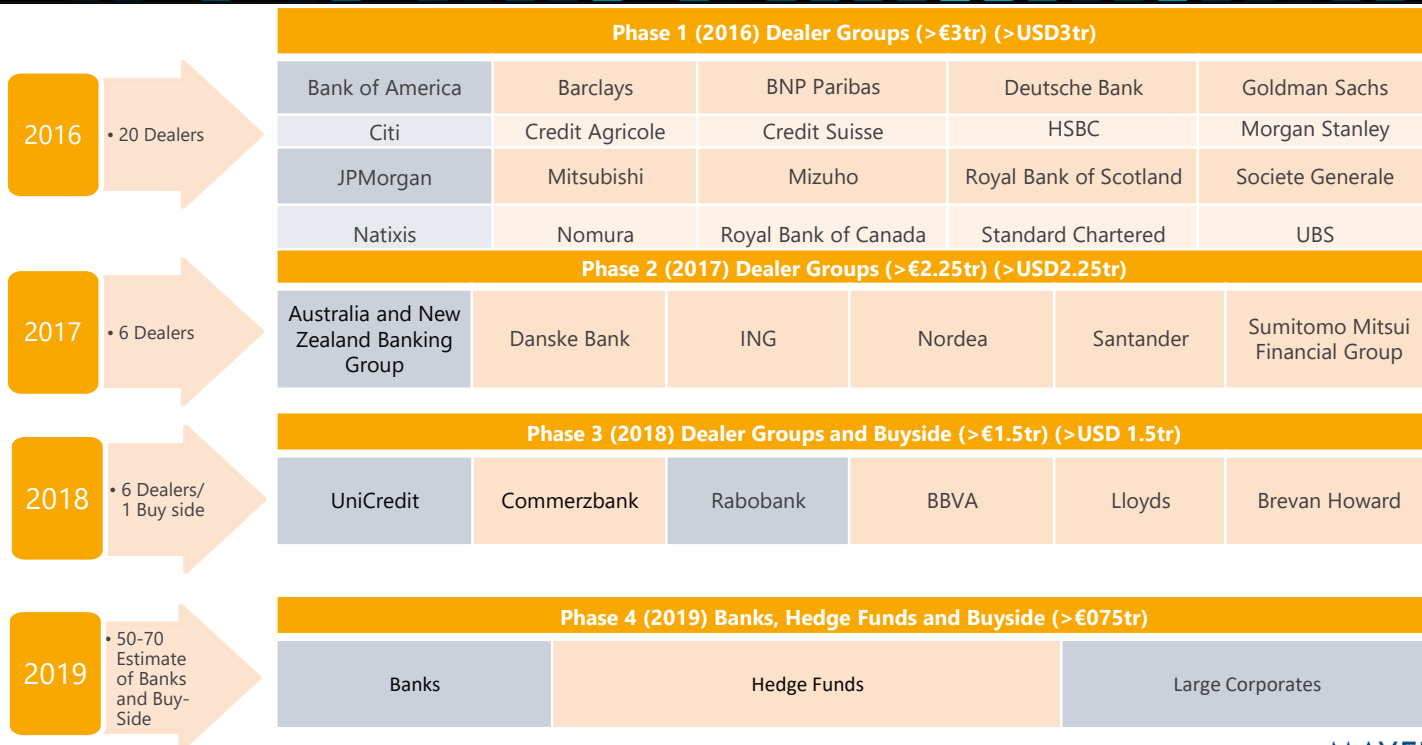 Phase 1 (2016) Dealer Groups (>€3tr) (>USD3tr)
2016
• 20 Dealers
Bank of America Barclays BNP Paribas Deutsche Bank Goldman Sachs
Citi Credit Agricole Credit Suisse HSBC Morgan Stanley
JPMorgan Mitsubishi Mizuho Royal Bank of Scotland Societe Generale
Natixis Nomura Royal Bank of Canada Standard Chartered UBS
Phase 2 (2017) Dealer Groups (>€2.25tr) (>USD2.25tr)
2017
• 6 Dealers
Australia and New
Zealand Banking
Group
Danske Bank ING Nordea Santander
Sumitomo Mitsui
Financial Group
Phase 3 (2018) Dealer Groups and Buyside (>€1.5tr) (>USD 1.5tr)
2018
• 6 Dealers/
1 Buy side
UniCredit Commerzbank Rabobank BBVA Lloyds Brevan Howard
Phase 4 (2019) Banks, Hedge Funds and Buyside (>€075tr)
2019
• 50-70
Estimate
of Banks
and Buy-
Side
Banks Hedge Funds Large Corporates